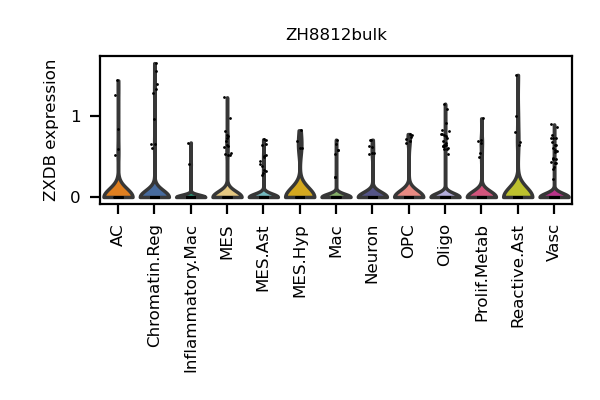 ZH8812bulk
ZXDB expression
1
0
AC
Chromatin.Reg
Inflammatory.Mac
MES
MES.Ast
MES.Hyp
Mac
Neuron
OPC
Oligo
Prolif.Metab
Reactive.Ast
Vasc